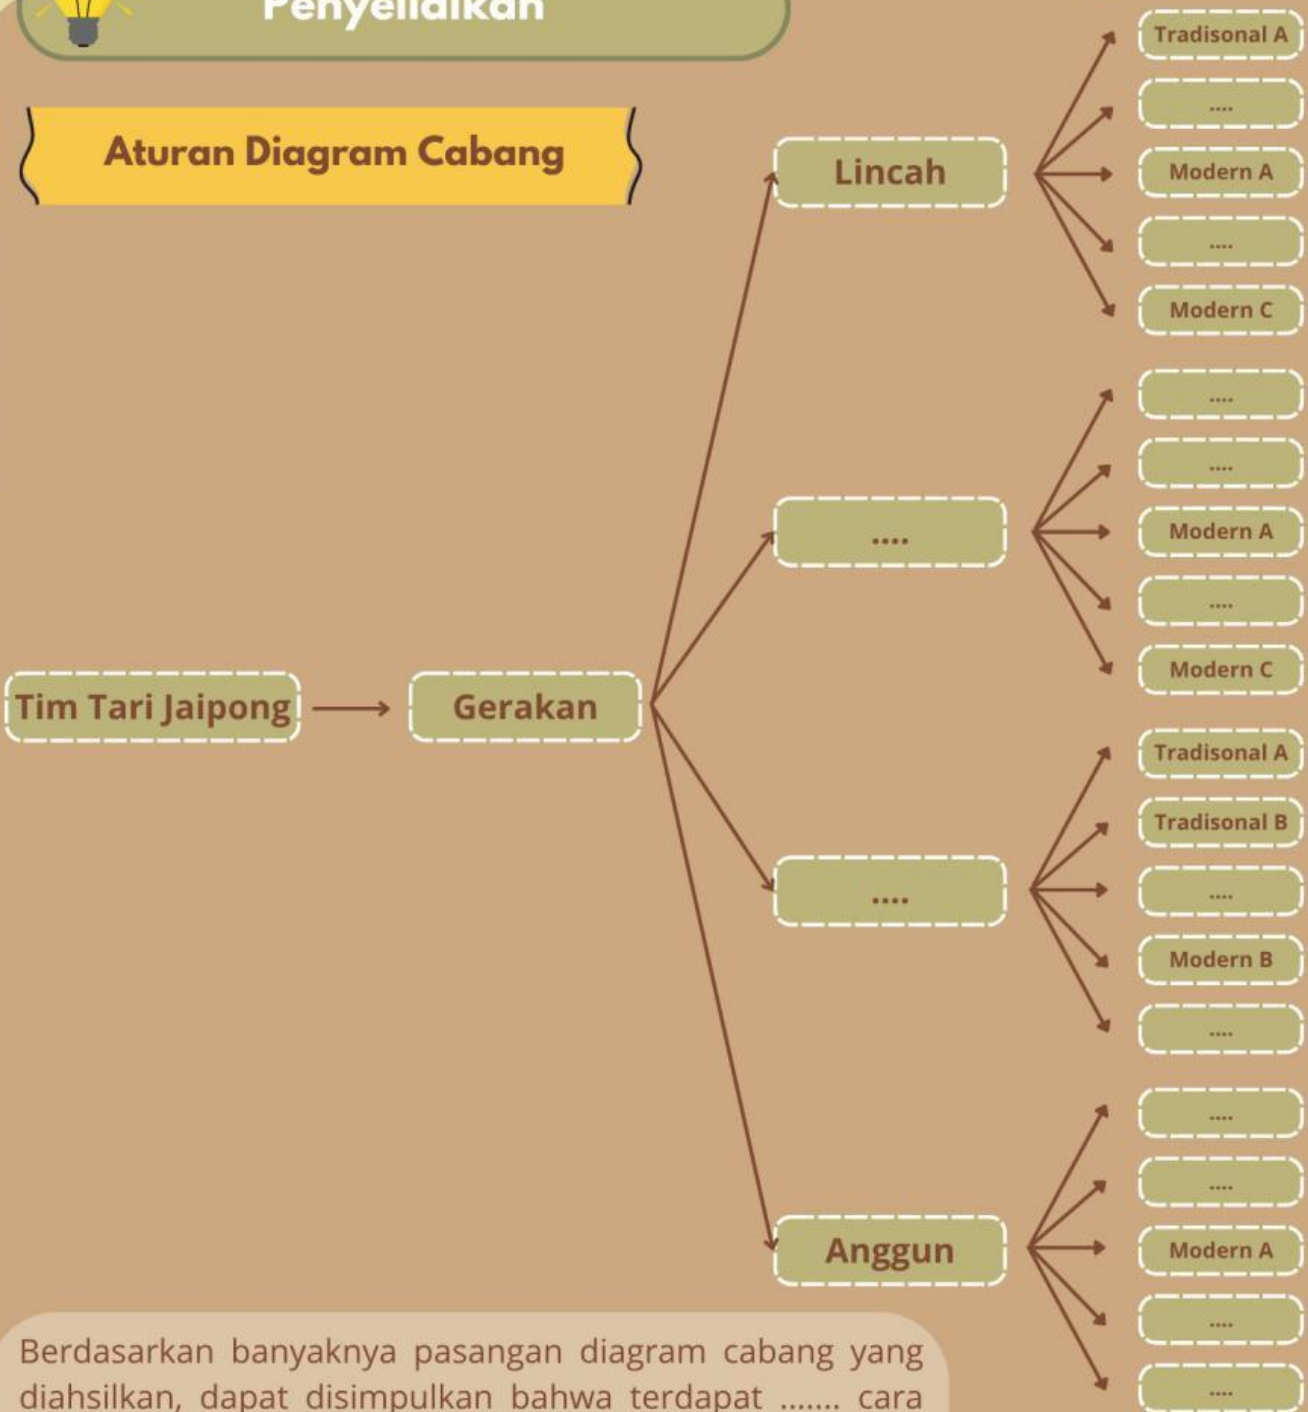 Penyelidikan
Aturan Diagram Cabang
Tim Tari Jaipong
Gerakan
Lincah
Tradisonal A
....
Modern A
....
Modern C
....
....
....
Modern A
....
Modern C
....
Tradisonal A
Tradisonal B
....
Modern B
....
Anggun
....
....
Modern A
....
....
Berdasarkan banyaknya pasangan diagram cabang yang
diahsilkan, dapat disimpulkan bahwa terdapat ....... cara